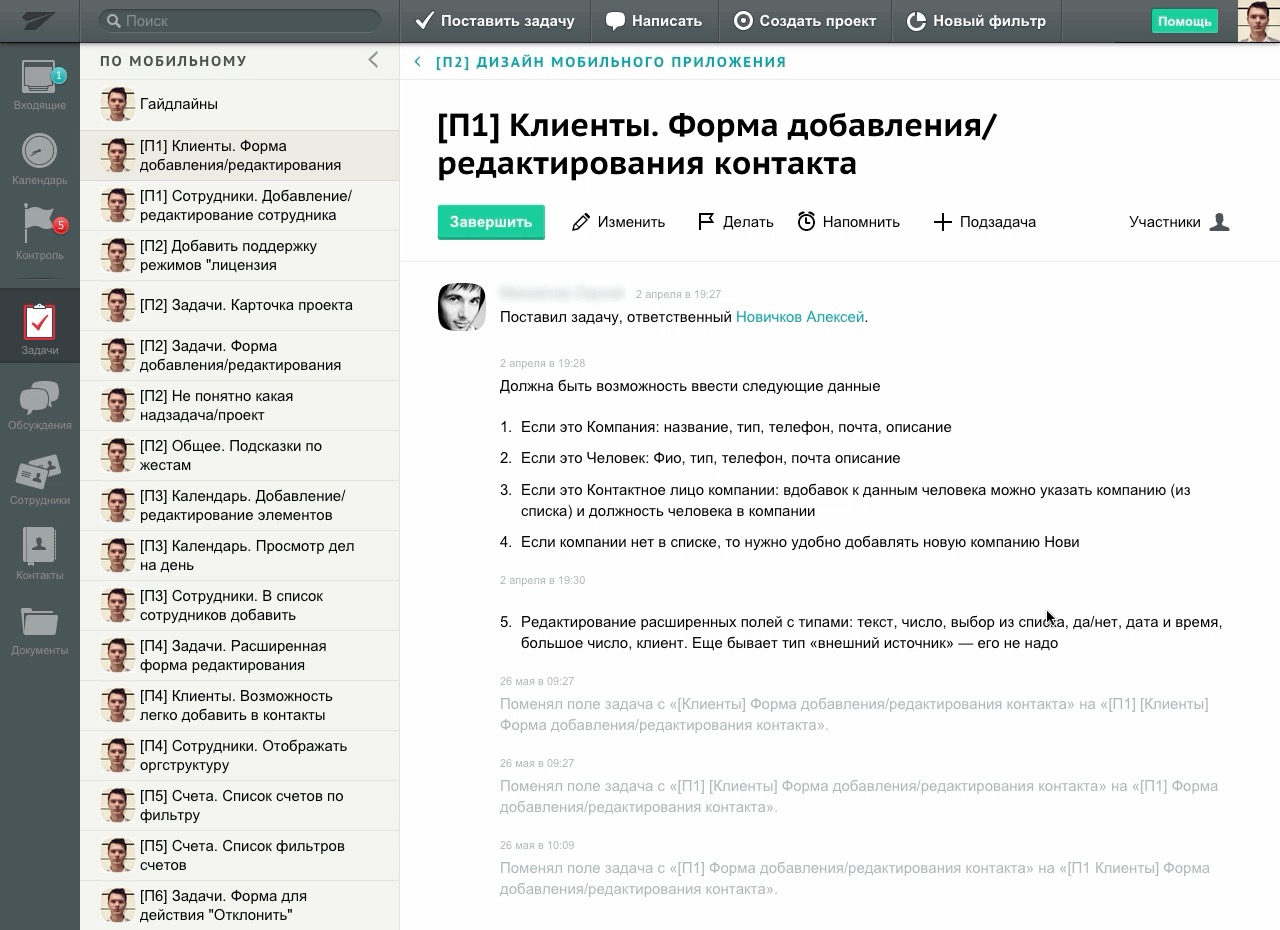 Поиск
Поставить задачу
Написать
Создать проект
Новый фильтр
Помощь
1
Входящие
Календарь
5
Контроль
Задачи
Обсуждения
Сотрудники
Контакты
Документы
ПО МОБИЛЬНОМУ
Гайдлайны
[П1] Клиенты. Форма
добавления/редактирования
[П1] Сотрудники. Добавление/
редактирование сотрудника
[П2] Добавить поддержку
режимов "лицензия
[П2] Задачи. Карточка проекта
[П2] Задачи. Форма
добавления/редактирования
[П2] Не понятно какая
надзадача/проект
[П2] Общее. Подсказки по
жестам
[П3] Календарь. Добавление/
редактирование элементов
[П3] Календарь. Просмотр дел
на день
[П3] Сотрудники. В список
сотрудников добавить
[П4] Задачи. Расширенная
форма редактирования
[П4] Клиенты. Возможность
легко добавить в контакты
[П4] Сотрудники. Отображать
оргструктуру
[П5] Счета. Список счетов по
фильтру
[П5] Счета. Список фильтров
счетов
[П6] Задачи. Форма для
действия "Отклонить"
[П2] ДИЗАЙН МОБИЛЬНОГО ПРИЛОЖЕНИЯ
[П1] Клиенты. Форма добавления/
редактирования контакта
Завершить
Изменить
Делать
Напомнить
Подзадача
Участники
2 апреля в 19:27
Поставил задачу, ответственный Новичков Алексей.
2 апреля в 19:28
Должна быть возможность ввести следующие данные
1. Если это Компания: название, тип, телефон, почта, описание
2. Если это Человек: Фио, тип, телефон, почта описание
3. Если это Контактное лицо компании: вдобавок к данным человека можно указать компанию (из
списка) и должность человека в компании
4. Если компании нет в списке, то нужно удобно добавлять новую компанию Нови
2 апреля в 19:30
5. Редактирование расширенных полей с типами: текст, число, выбор из списка, да/нет, дата и время,
большое число, клиент. Еще бывает тип «внешний источник» — его не надо
26 мая в 09:27
Поменял поле задача с «[Клиенты] Форма добавления/редактирования контакта» на «[П1] [Клиенты]
Форма добавления/редактирования контакта».
26 мая в 09:27
Поменял поле задача с «[П1] [Клиенты] Форма добавления/редактирования контакта» на «[П1] Форма
добавления/редактирования контакта».
26 мая в 10:09
Поменял поле задача с «[П1] Форма добавления/редактирования контакта» на «[П1 Клиенты] Форма
добавления/редактирования контакта».